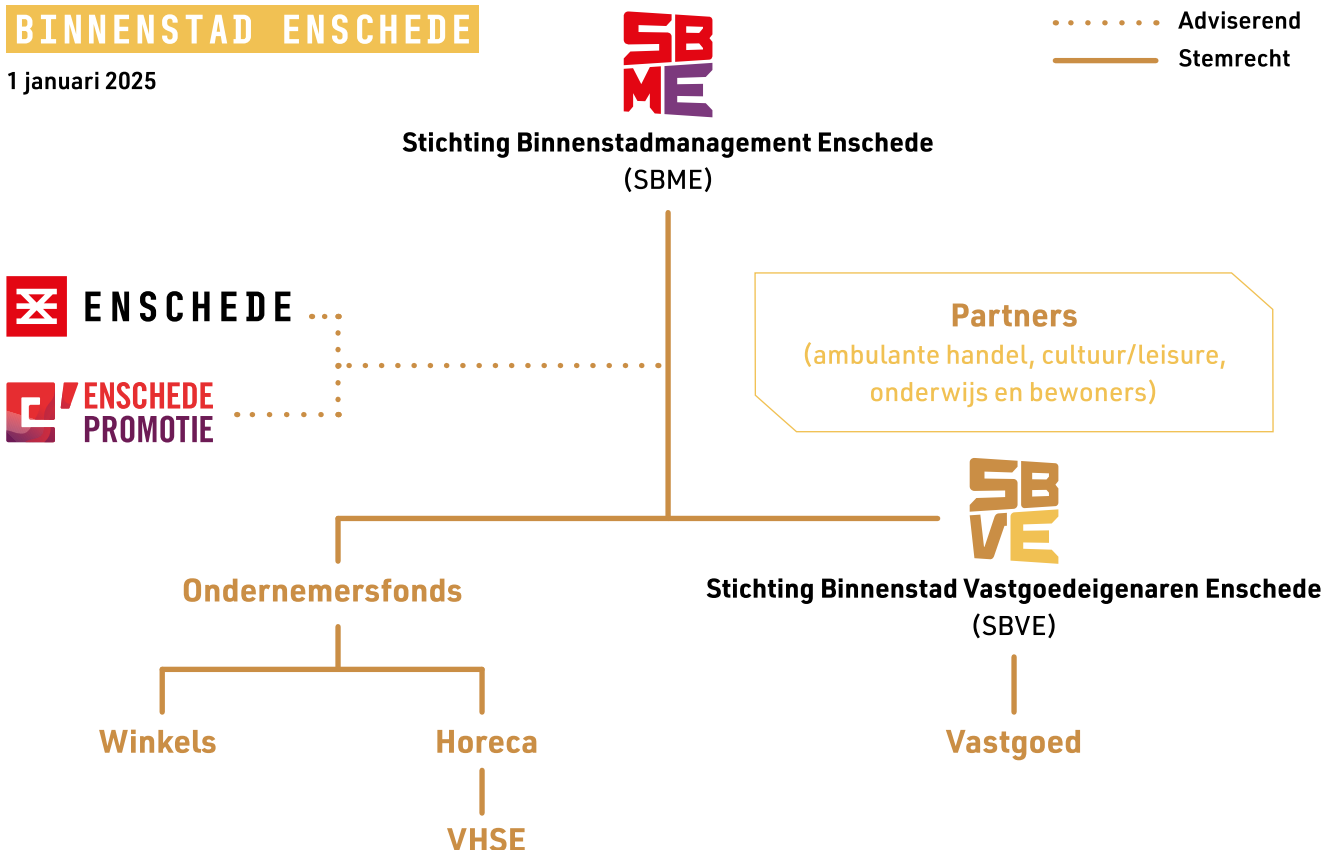 BINNENSTAD ENSCHEDE
1 januari 2025
Adviserend
Stemrecht
SB
ME
Stichting Binnenstadmanagement Enschede
(SBME)
ENSCHEDE
ENSCHEDE
PROMOTIE
Partners
(ambulante handel, cultuur/leisure,
onderwijs en bewoners)
SB
VE
Ondernemersfonds
Stichting Binnenstad Vastgoedeigenaren Enschede
(SBVE)
Winkels
Horeca
Vastgoed
VHSE